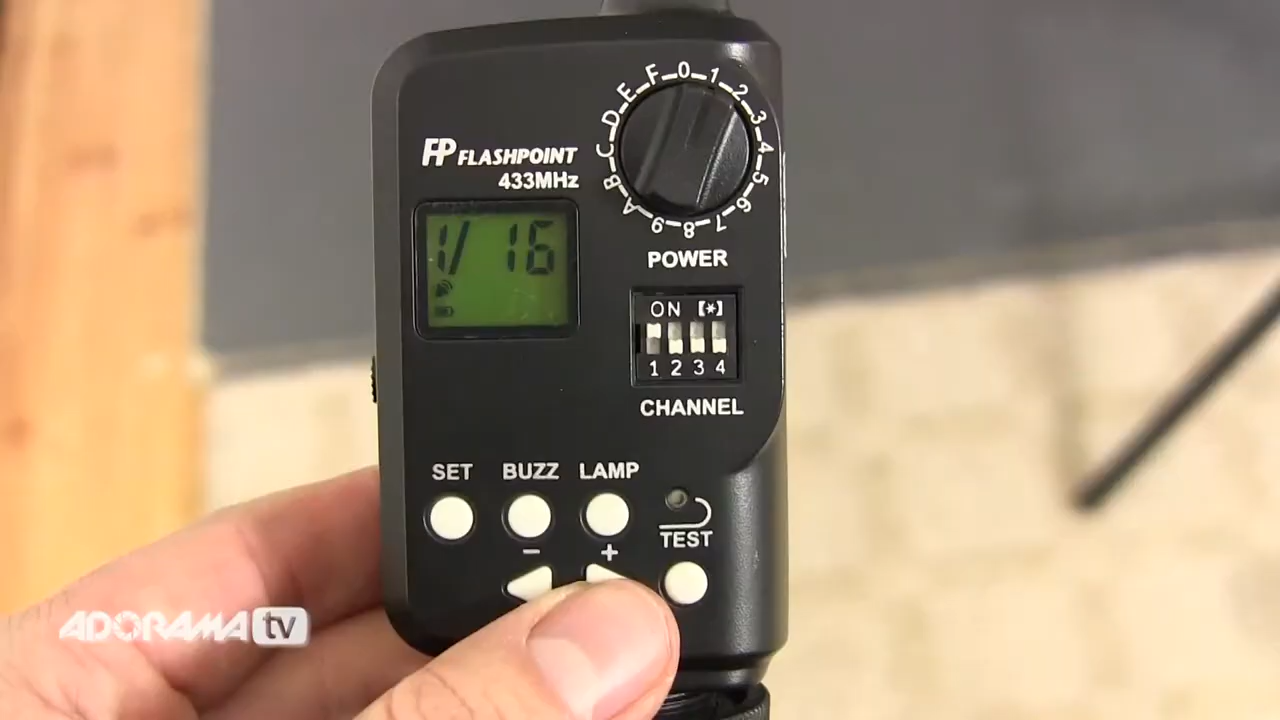 F 0 1 2 3 4 5 6 7 8 9 A B C D E
FP FLASHPOINT
433MHz
1/ 16
POWER
ON [*]
1 2 3 4
CHANNEL
SET BUZZ LAMP
TEST
- +
ADORAMA tv